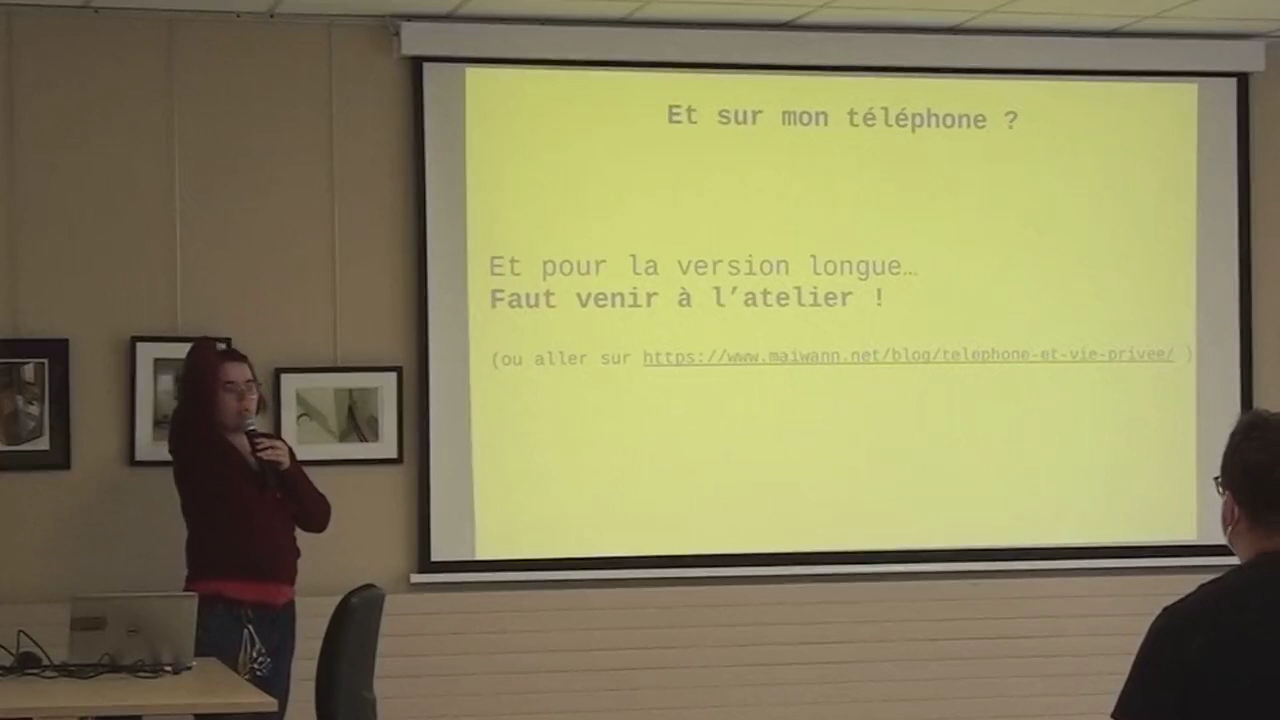 Et sur mon téléphone ?
Et pour la version longue…
Faut venir à l’atelier !
(ou aller sur https://www.maiwann.net/blog/telephone-et-vie-privee/ )